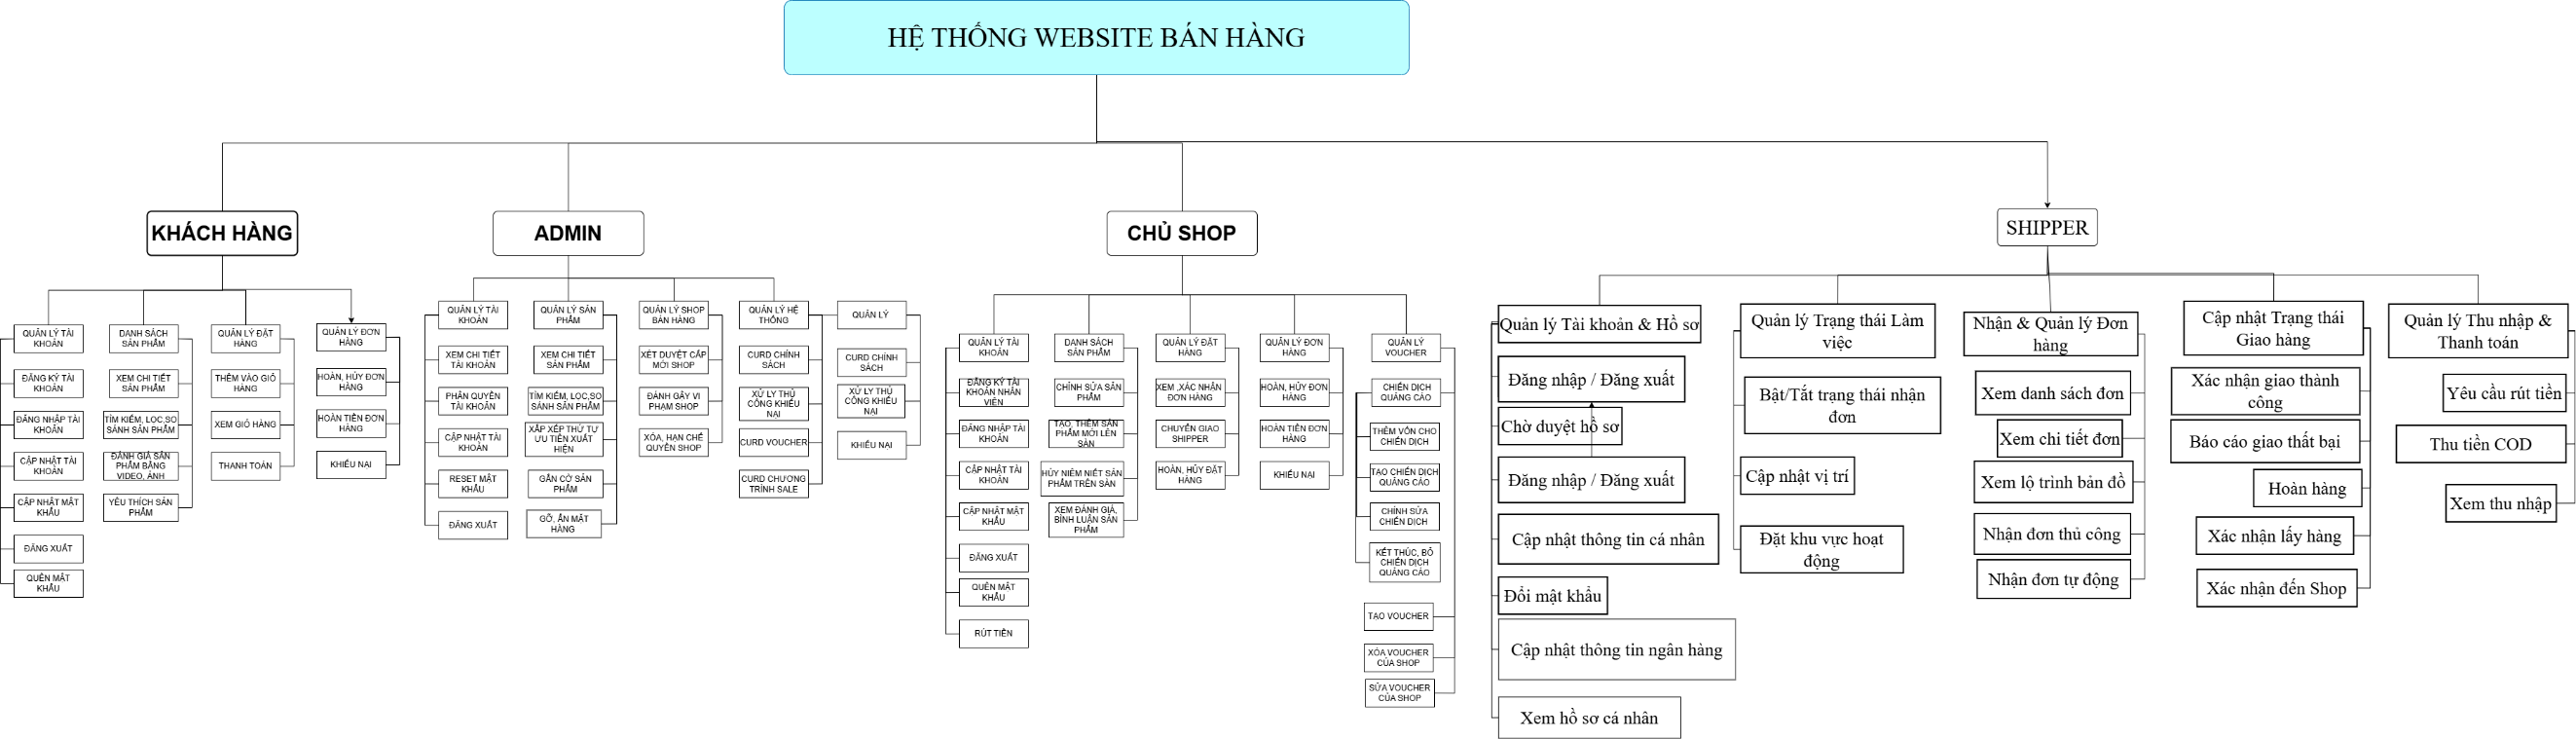 HỆ THỐNG WEBSITE BÁN HÀNG
KHÁCH HÀNG
ADMIN
CHỦ SHOP
SHIPPER
QUẢN LÝ TÀI
KHOẢN
ĐĂNG KÝ TÀI
KHOẢN
ĐĂNG NHẬP TÀI
KHOẢN
CẬP NHẬT TÀI
KHOẢN
CẬP NHẬT MẬT
KHẨU
ĐĂNG XUẤT
QUÊN MẬT
KHẨU
DANH SÁCH
SẢN PHẨM
XEM CHI TIẾT
SẢN PHẨM
TÌM KIẾM, LỌC,SO
SÁNH SẢN PHẨM
ĐÁNH GIÁ SẢN
PHẨM BẰNG
VIDEO, ẢNH
YÊU THÍCH SẢN
PHẨM
QUẢN LÝ ĐẶT
HÀNG
THÊM VÀO GIỎ
HÀNG
XEM GIỎ HÀNG
THANH TOÁN
QUẢN LÝ ĐƠN
HÀNG
HOÀN, HỦY ĐƠN
HÀNG
HOÀN TIỀN ĐƠN
HÀNG
KHIẾU NẠI
QUẢN LÝ TÀI
KHOẢN
XEM CHI TIẾT
TÀI KHOẢN
PHÂN QUYỀN
TÀI KHOẢN
CẬP NHẬT TÀI
KHOẢN
RESET MẬT
KHẨU
ĐĂNG XUẤT
QUẢN LÝ SẢN
PHẨM
XEM CHI TIẾT
SẢN PHẨM
TÌM KIẾM, LỌC,SO
SÁNH SẢN PHẨM
XẮP XẾP THỨ TỰ
ƯU TIÊN XUẤT
HIỆN
GẮN CỜ SẢN
PHẨM
GỠ, ẨN MẶT
HÀNG
QUẢN LÝ SHOP
BÁN HÀNG
XÉT DUYỆT CẤP
MỚI SHOP
ĐÁNH GẬY VI
PHẠM SHOP
XÓA, HẠN CHẾ
QUYỀN SHOP
QUẢN LÝ HỆ
THỐNG
CURD CHÍNH
SÁCH
XỬ LÝ THỦ
CÔNG KHIẾU
NẠI
CURD VOUCHER
CURD CHƯƠNG
TRÌNH SALE
QUẢN LÝ
CURD CHÍNH
SÁCH
XỬ LÝ THỦ
CÔNG KHIẾU
NẠI
KHIẾU NẠI
QUẢN LÝ TÀI
KHOẢN
ĐĂNG KÝ TÀI
KHOẢN NHÂN
VIÊN
ĐĂNG NHẬP TÀI
KHOẢN
CẬP NHẬT TÀI
KHOẢN
CẬP NHẬT MẬT
KHẨU
ĐĂNG XUẤT
QUÊN MẬT
KHẨU
RÚT TIỀN
DANH SÁCH
SẢN PHẨM
CHỈNH SỬA SẢN
PHẨM
TẠO, THÊM SẢN
PHẨM MỚI LÊN
SÀN
HỦY NIÊM NIẾT SẢN
PHẨM TRÊN SÀN
XEM ĐÁNH GIÁ,
BÌNH LUẬN SẢN
PHẨM
QUẢN LÝ ĐẶT
HÀNG
XEM ,XÁC NHẬN
ĐƠN HÀNG
CHUYỂN GIAO
SHIPPER
HOÀN, HỦY ĐẶT
HÀNG
QUẢN LÝ ĐƠN
HÀNG
HOÀN, HỦY ĐƠN
HÀNG
HOÀN TIỀN ĐƠN
HÀNG
KHIẾU NẠI
QUẢN LÝ
VOUCHER
CHIẾN DỊCH
QUẢNG CÁO
THÊM VỐN CHO
CHIẾN DỊCH
TẠO CHIẾN DỊCH
QUẢNG CÁO
CHỈNH SỬA
CHIẾN DỊCH
KẾT THÚC, BỎ
CHIẾN DỊCH
QUẢNG CÁO
TẠO VOUCHER
XÓA VOUCHER
CỦA SHOP
SỬA VOUCHER
CỦA SHOP
Quản lý Tài khoản & Hồ sơ
Đăng nhập / Đăng xuất
Chờ duyệt hồ sơ
Đăng nhập / Đăng xuất
Cập nhật thông tin cá nhân
Đổi mật khẩu
Cập nhật thông tin ngân hàng
Xem hồ sơ cá nhân
Quản lý Trạng thái Làm
việc
Bật/Tắt trạng thái nhận
đơn
Cập nhật vị trí
Đặt khu vực hoạt
động
Nhận & Quản lý Đơn
hàng
Xem danh sách đơn
Xem chi tiết đơn
Xem lộ trình bản đồ
Nhận đơn thủ công
Nhận đơn tự động
Cập nhật Trạng thái
Giao hàng
Xác nhận giao thành
công
Báo cáo giao thất bại
Hoàn hàng
Xác nhận lấy hàng
Xác nhận đến Shop
Quản lý Thu nhập &
Thanh toán
Yêu cầu rút tiền
Thu tiền COD
Xem thu nhập